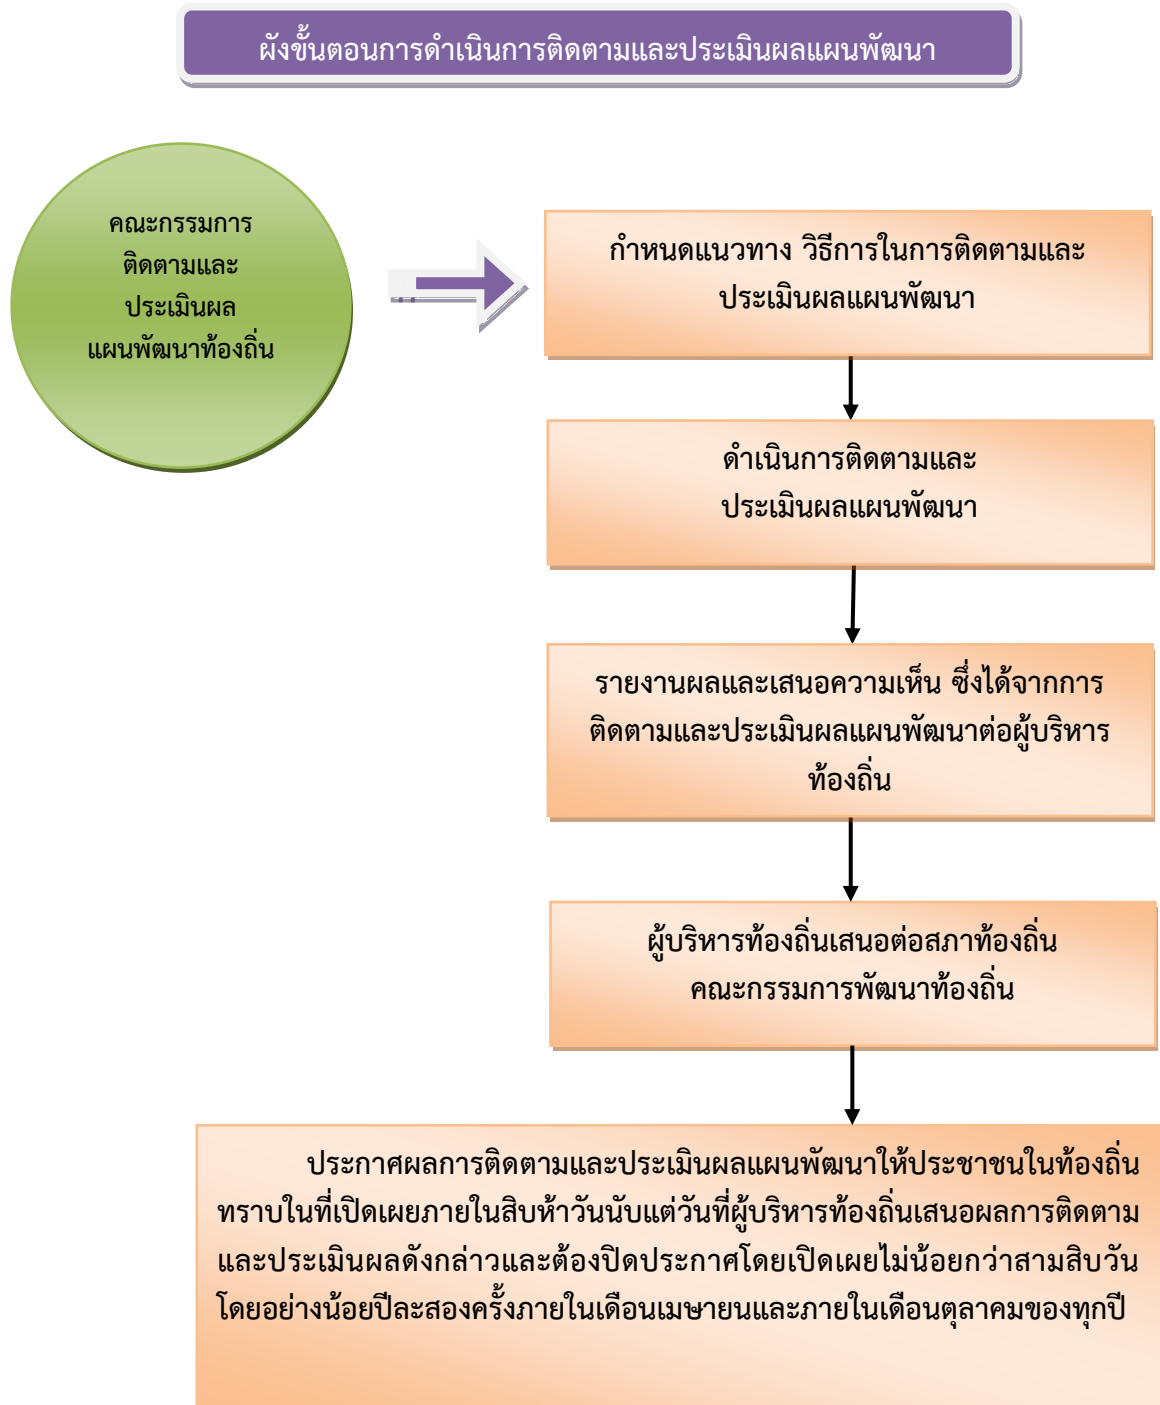 ผังขั้นตอนการดำเนินการติดตามและประเมินผลแผนพัฒนา
คณะกรรมการ
ติดตามและ
ประเมินผล
แผนพัฒนาท้องถิ่น
กำหนดแนวทาง วิธีการในการติดตามและ
ประเมินผลแผนพัฒนา
ดำเนินการติดตามและ
ประเมินผลแผนพัฒนา
รายงานผลและเสนอความเห็น ซึ่งได้จากการ
ติดตามและประเมินผลแผนพัฒนาต่อผู้บริหาร
ท้องถิ่น
ผู้บริหารท้องถิ่นเสนอต่อสภาท้องถิ่น
คณะกรรมการพัฒนาท้องถิ่น
ประกาศผลการติดตามและประเมินผลแผนพัฒนาให้ประชาชนในท้องถิ่น
ทราบในที่เปิดเผยภายในสิบห้าวันนับแต่วันที่ผู้บริหารท้องถิ่นเสนอผลการติดตาม
และประเมินผลดังกล่าวและต้องปิดประกาศโดยเปิดเผยไม่น้อยกว่าสามสิบวัน
โดยอย่างน้อยปีละสองครั้งภายในเดือนเมษายนและภายในเดือนตุลาคมของทุกปี